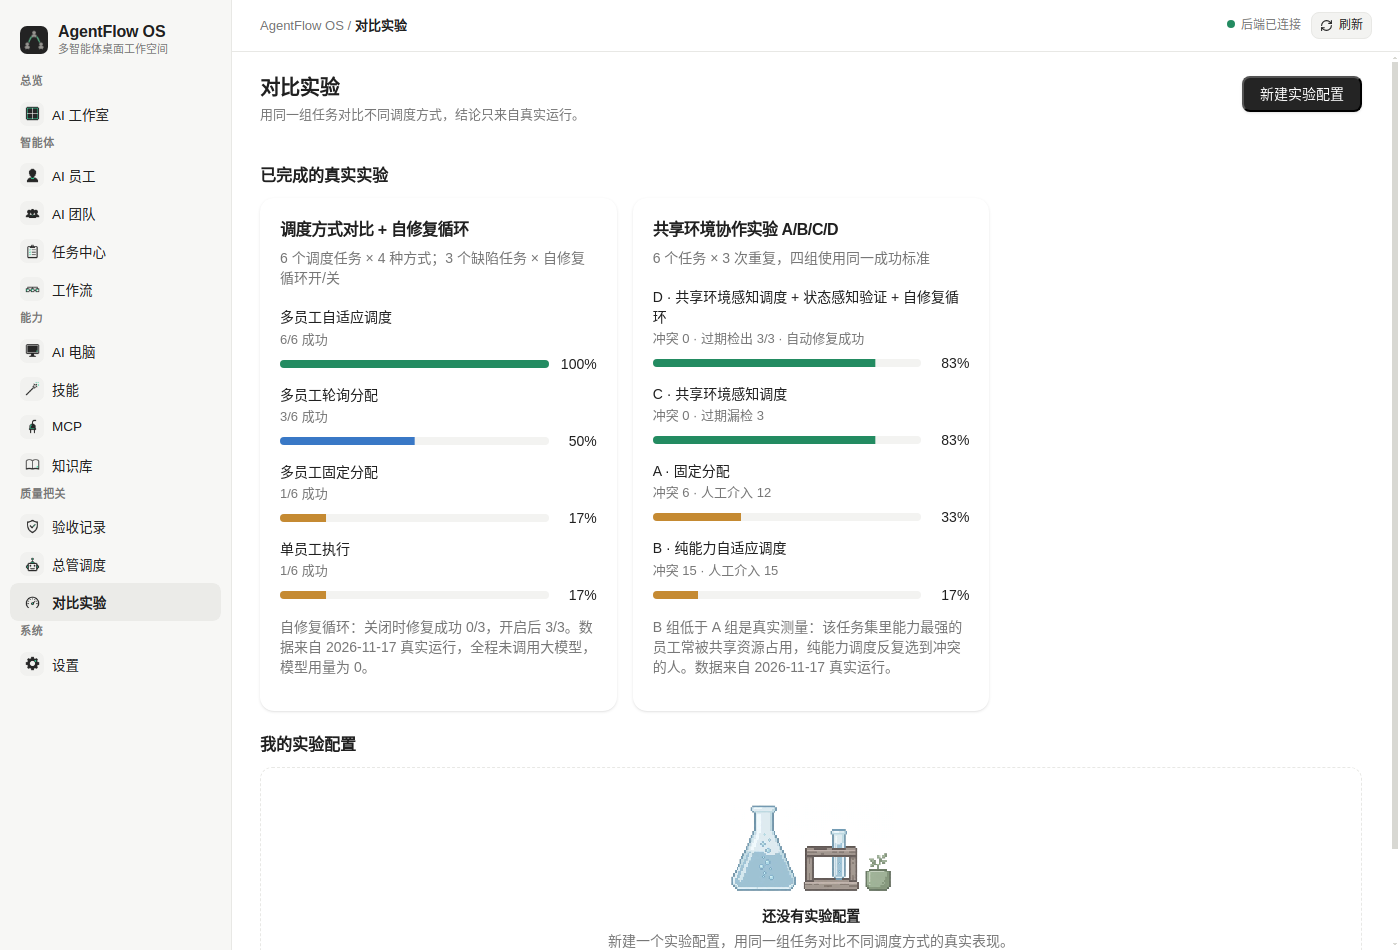 AgentFlow OS
多智能体桌面工作空间
总览
AI 工作室
智能体
AI 员工
AI 团队
任务中心
工作流
能力
AI 电脑
技能
MCP
知识库
质量把关
验收记录
总管调度
对比实验
系统
设置
AgentFlow OS / 对比实验
后端已连接
刷新
对比实验
用同一组任务对比不同调度方式，结论只来自真实运行。
新建实验配置
已完成的真实实验
调度方式对比 + 自修复循环
6 个调度任务 × 4 种方式；3 个缺陷任务 × 自修复
循环开/关
多员工自适应调度
6/6 成功
100%
多员工轮询分配
3/6 成功
50%
多员工固定分配
1/6 成功
17%
单员工执行
1/6 成功
17%
自修复循环：关闭时修复成功 0/3，开启后 3/3。数
据来自 2026-11-17 真实运行，全程未调用大模型，
模型用量为 0。
共享环境协作实验 A/B/C/D
6 个任务 × 3 次重复，四组使用同一成功标准
D · 共享环境感知调度 + 状态感知验证 + 自修复循
环
冲突 0 · 过期检出 3/3 · 自动修复成功
83%
C · 共享环境感知调度
冲突 0 · 过期漏检 3
83%
A · 固定分配
冲突 6 · 人工介入 12
33%
B · 纯能力自适应调度
冲突 15 · 人工介入 15
17%
B 组低于 A 组是真实测量：该任务集里能力最强的
员工常被共享资源占用，纯能力调度反复选到冲突
的人。数据来自 2026-11-17 真实运行。
我的实验配置
还没有实验配置
新建一个实验配置，用同一组任务对比不同调度方式的真实表现。